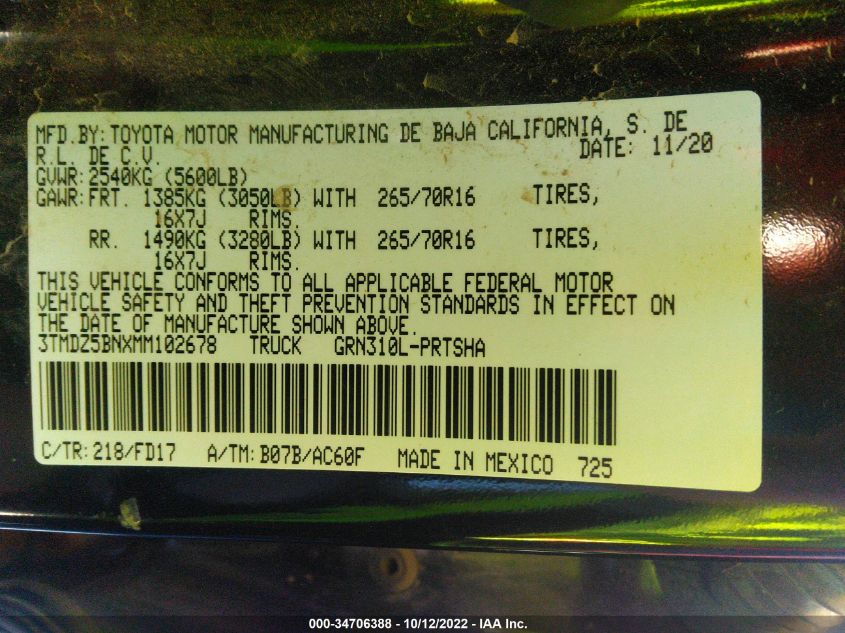 MFD.BY: TOYOTA MOTOR MANUFACTURING DE BAJA CALIFORNIA, S. DE
R.L. DE C.V. DATE: 11/20
GVWR: 2540KG (5600LB)
GAWR: FRT. 1385KG (3050LB) WITH 265/70R16 TIRES,
16X7J RIMS.
RR. 1490KG (3280LB) WITH 265/70R16 TIRES,
16X7J RIMS.
THIS VEHICLE CONFORMS TO ALL APPLICABLE FEDERAL MOTOR
VEHICLE SAFETY AND THEFT PREVENTION STANDARDS IN EFFECT ON
THE DATE OF MANUFACTURE SHOWN ABOVE.
3TMDZ5BNXMM102678 TRUCK GRN310L-PRTSHA
C/TR: 218/FD17 A/TM: B07B/AC60F MADE IN MEXICO 725
000-34706388 - 10/12/2022 - IAA Inc.